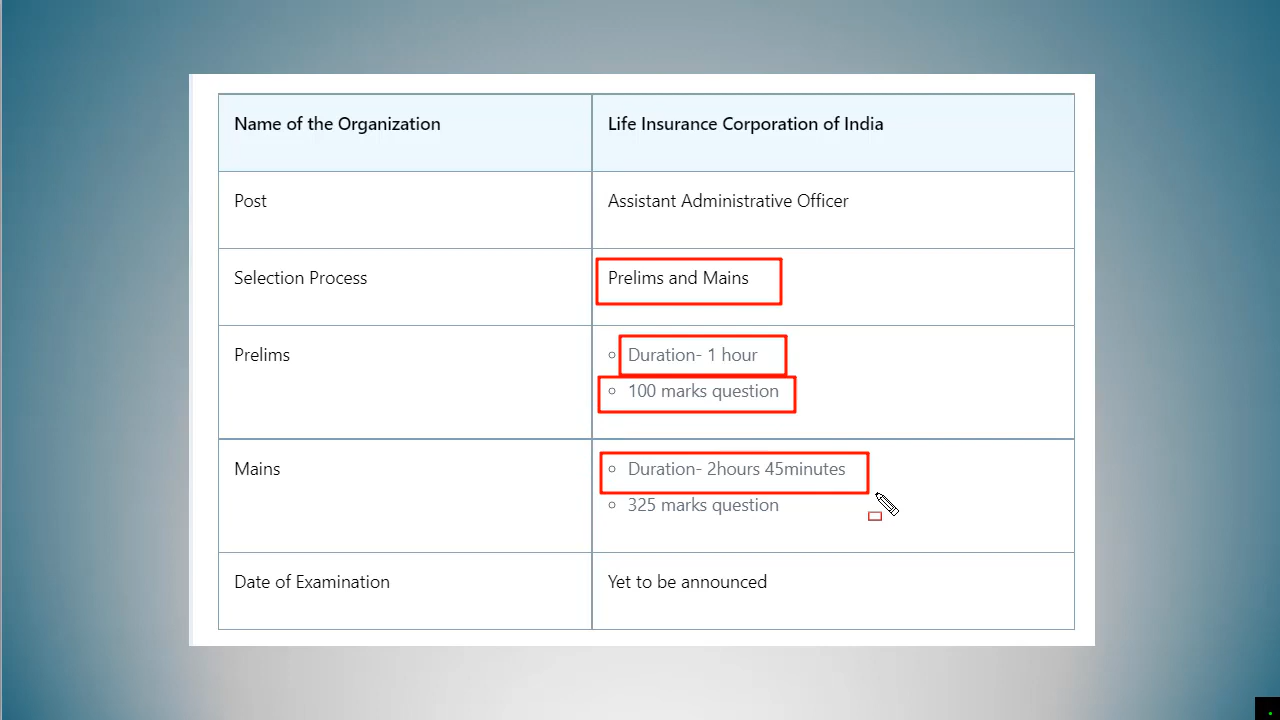 Name of the Organization
Life Insurance Corporation of India
Post
Assistant Administrative Officer
Selection Process
Prelims and Mains
Prelims
Duration- 1 hour
100 marks question
Mains
Duration- 2hours 45minutes
325 marks question
Date of Examination
Yet to be announced